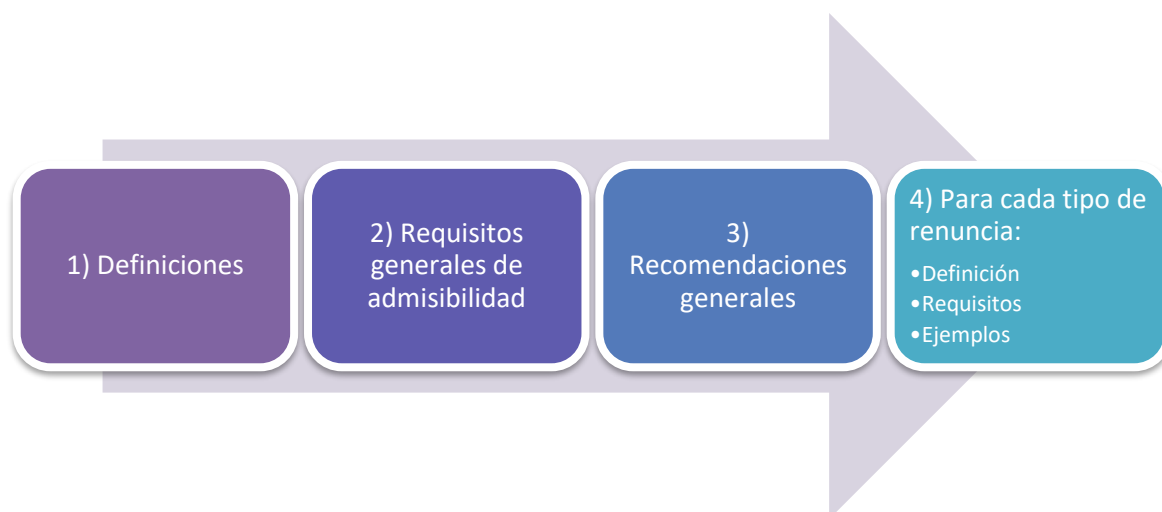 1) Definiciones
2) Requisitos
generales de
admisibilidad
3)
Recomendaciones
generales
4) Para cada tipo de
renuncia:
•Definición
•Requisitos
•Ejemplos